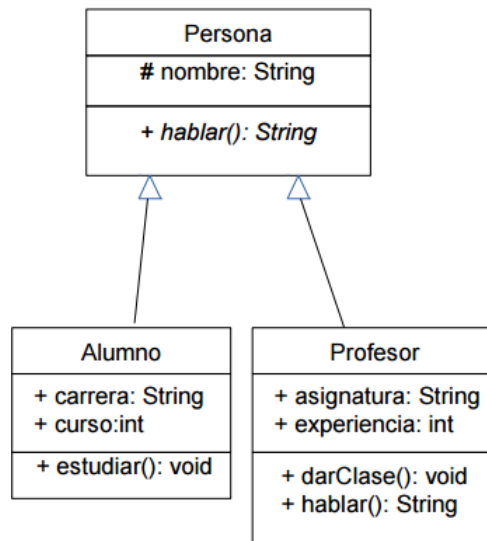 Persona
# nombre: String
+ hablar(): String
Alumno
+ carrera: String
+ curso:int
+ estudiar(): void
Profesor
+ asignatura: String
+ experiencia: int
+ darClase(): void
+ hablar(): String